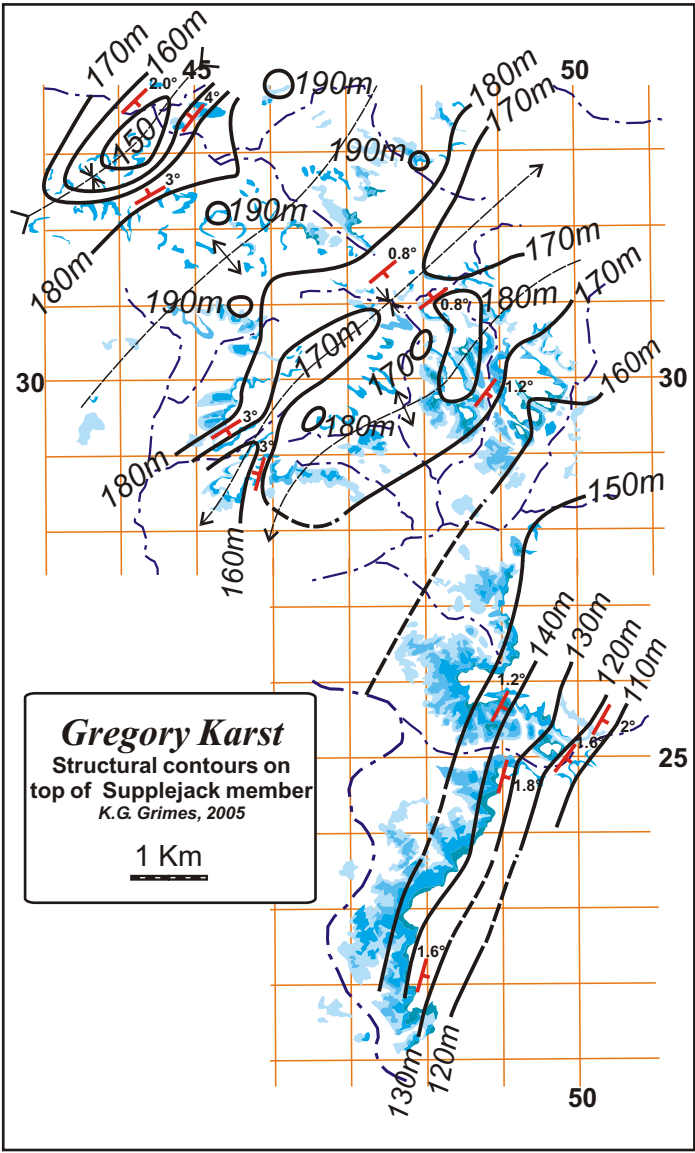 170m
160m
45
50
190m
180m
170m
2.0°
4°
150
190m
3°
190m
170m
0.8°
180m
190m
0.8°
180m
170m
170m
170
30
30
1.2°
160m
3°
180m
180m
3°
150m
160m
140m
130m
120m
110m
1.2°
2°
1.6°
25
1.8°
Gregory Karst
Structural contours on
top of Supplejack member
K.G. Grimes, 2005
1 Km
1.6°
130m
120m
50